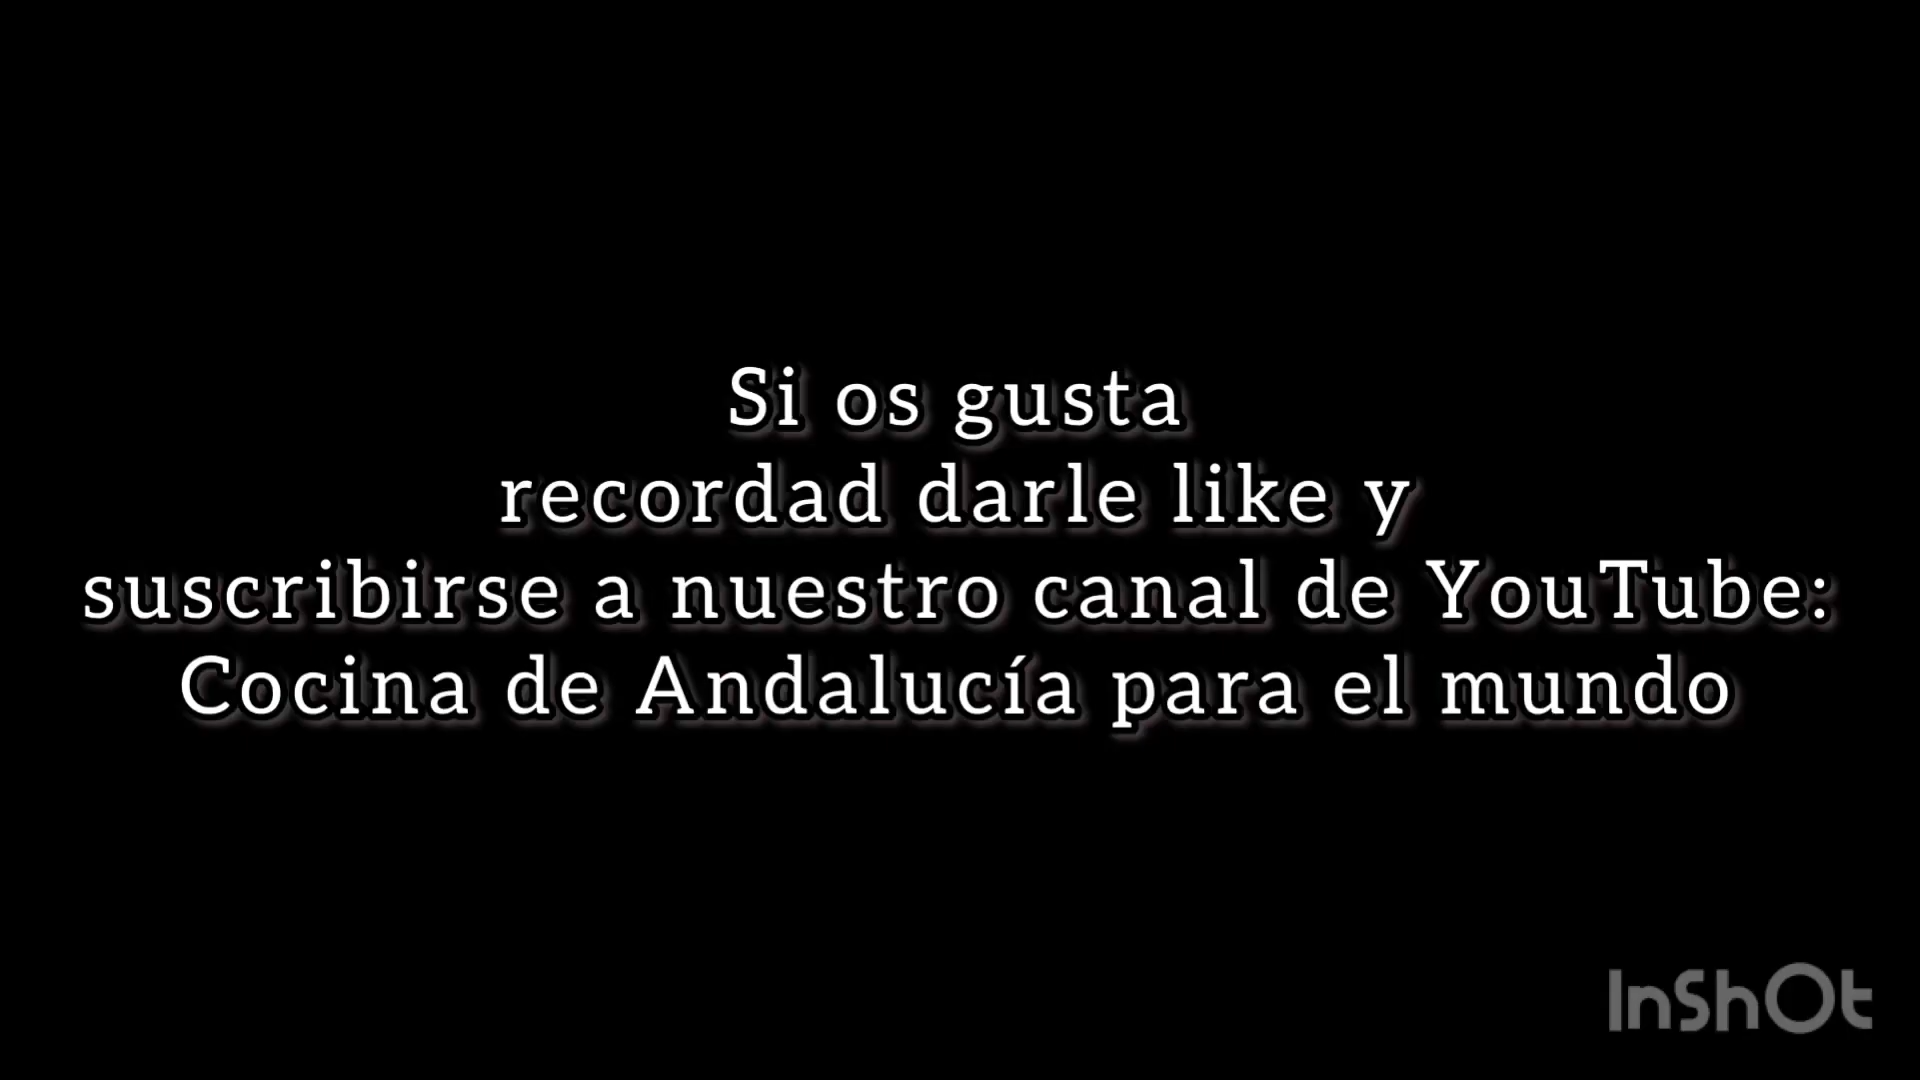 Si os gusta
recordad darle like y
suscribirse a nuestro canal de YouTube:
Cocina de Andalucía para el mundo
InShOt